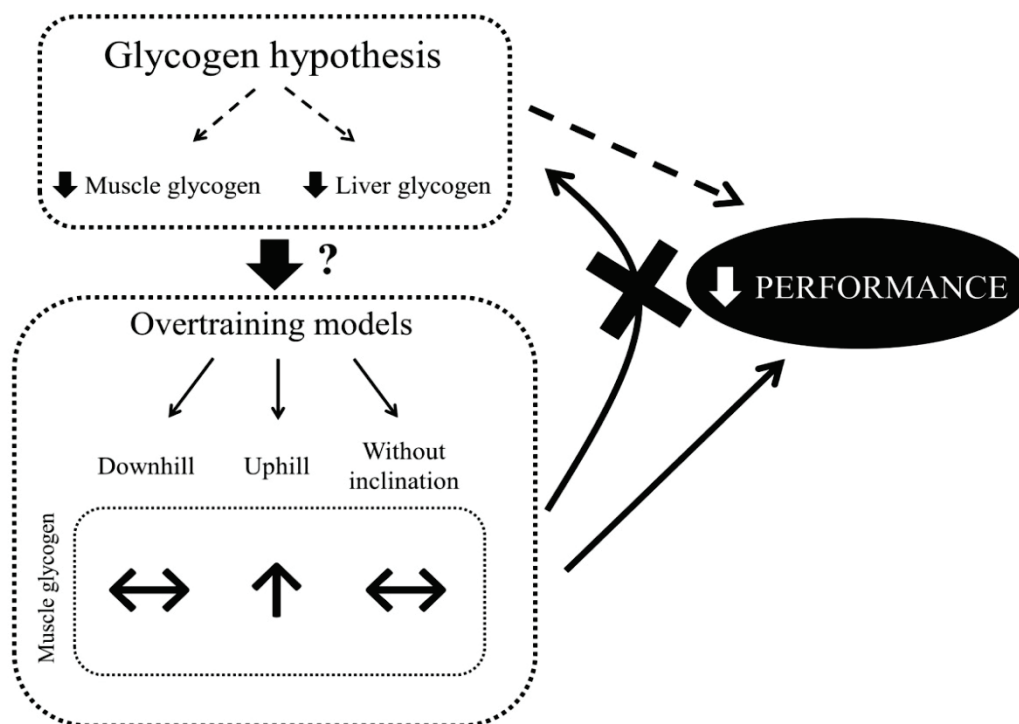 Glycogen hypothesis
Muscle glycogen
Liver glycogen
?
PERFORMANCE
Overtraining models
Downhill
Uphill
Without
inclination
Muscle glycogen